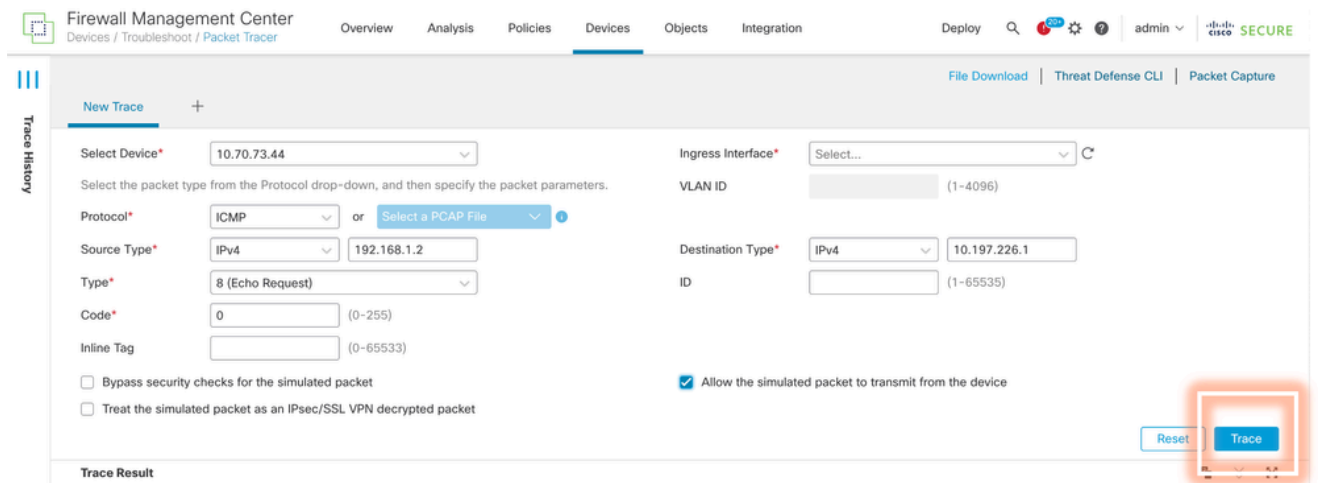 Firewall Management Center
Devices / Troubleshoot / Packet Tracer
Overview Analysis Policies Devices Objects Integration Deploy 20+ admin cisco SECURE
File Download | Threat Defense CLI | Packet Capture
Trace History
New Trace +
Select Device* 10.70.73.44 Ingress Interface* Select...
Select the packet type from the Protocol drop-down, and then specify the packet parameters. VLAN ID (1-4096)
Protocol* ICMP or Select a PCAP File
Source Type* IPv4 192.168.1.2 Destination Type* IPv4 10.197.226.1
Type* 8 (Echo Request) ID (1-65535)
Code* 0 (0-255)
Inline Tag (0-65533)
Bypass security checks for the simulated packet Allow the simulated packet to transmit from the device
Treat the simulated packet as an IPsec/SSL VPN decrypted packet
Reset Trace
Trace Result